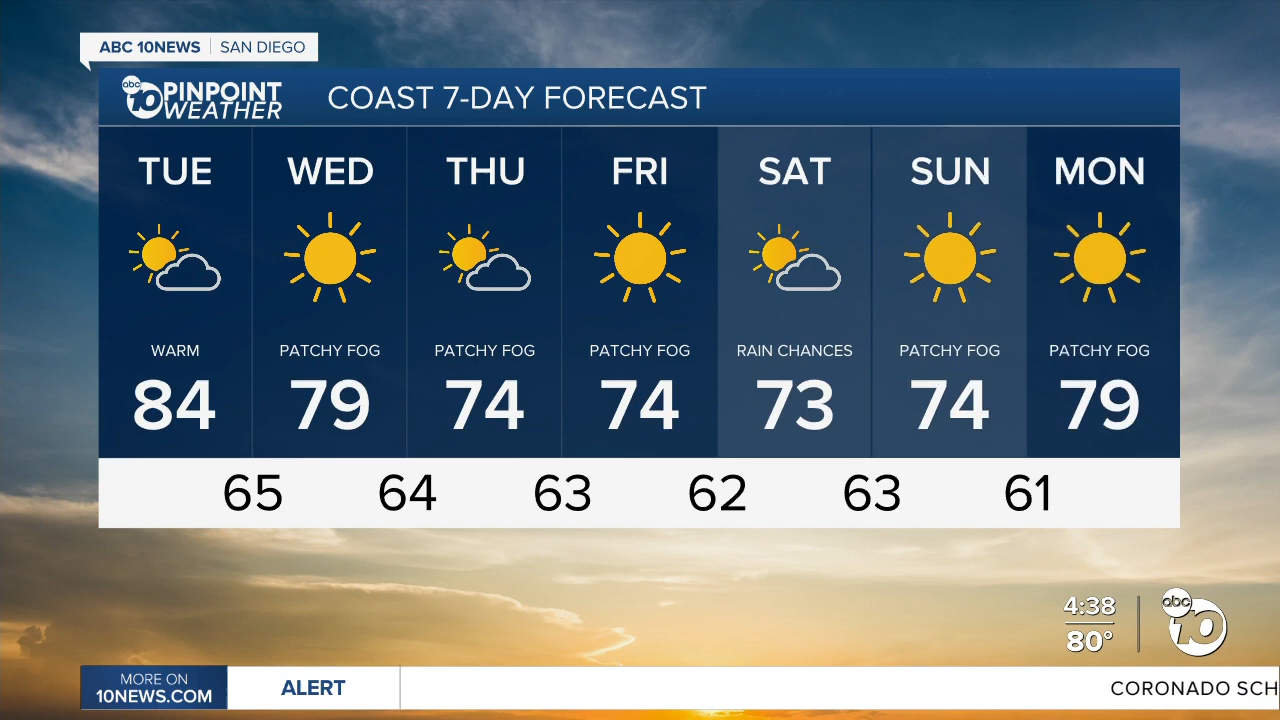 ABC 10NEWS | SAN DIEGO
abc 10 PINPOINT WEATHER
COAST 7-DAY FORECAST
TUE WED THU FRI SAT SUN MON
WARM PATCHY FOG PATCHY FOG PATCHY FOG RAIN CHANCES PATCHY FOG PATCHY FOG
84 79 74 74 73 74 79
65 64 63 62 63 61
4:38
80°
abc 10
MORE ON
10NEWS.COM
ALERT
CORONADO SCH